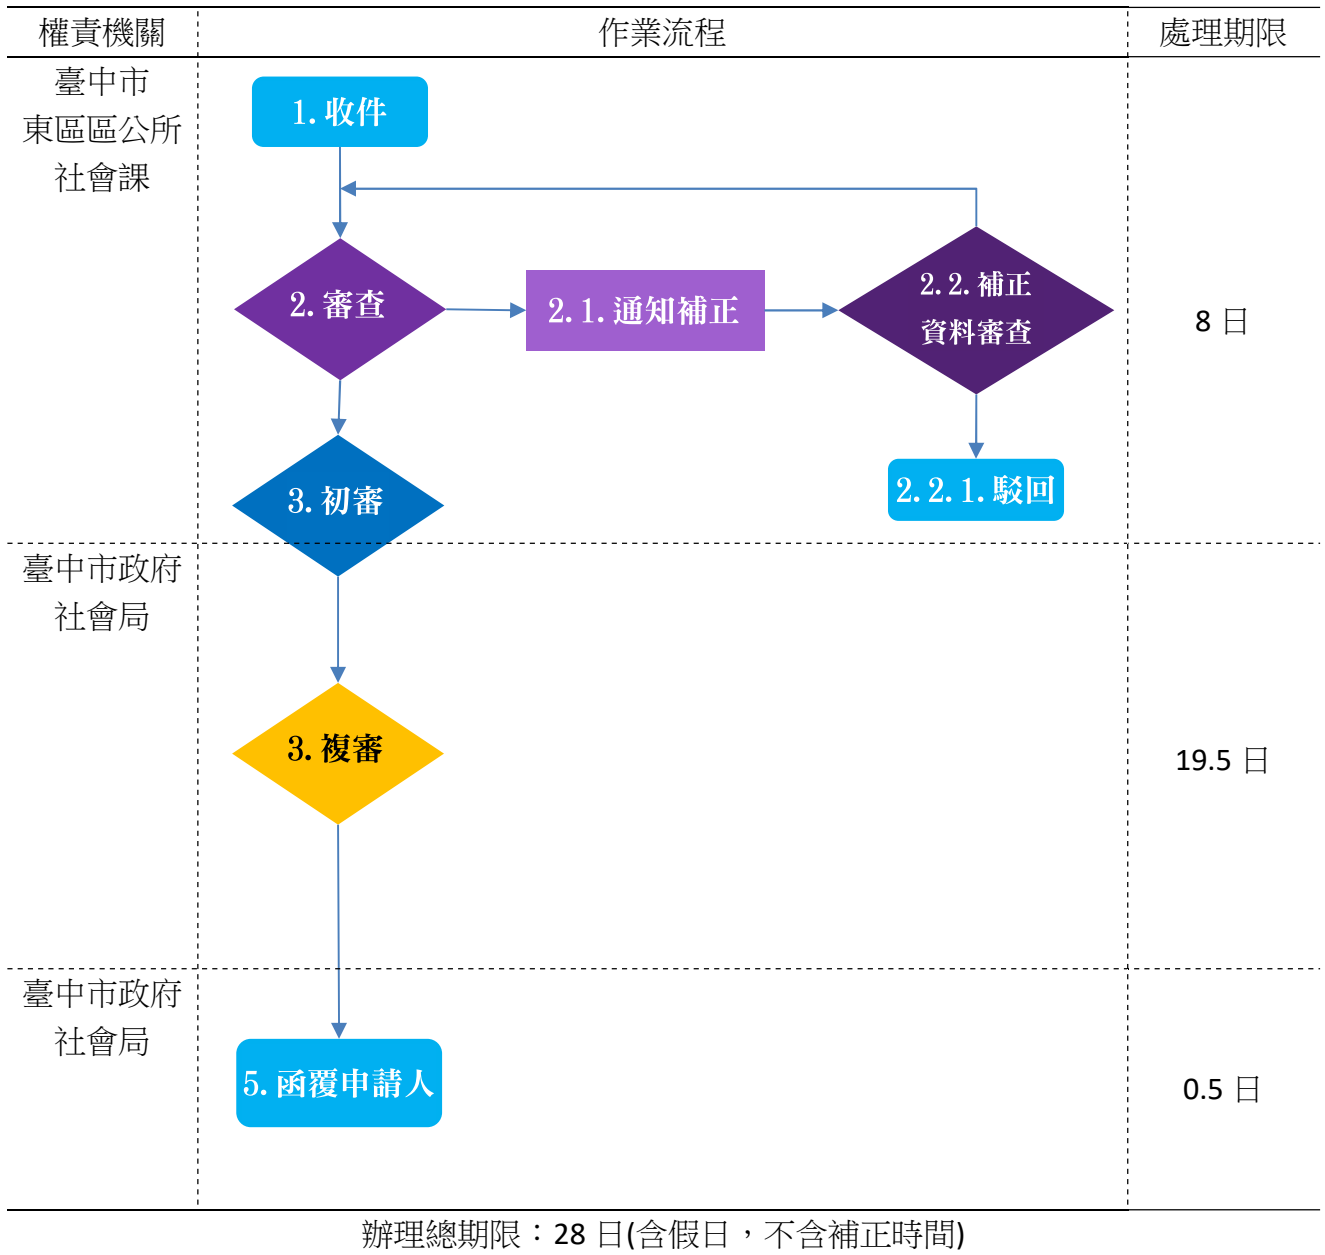 權責機關
作業流程
處理期限
臺中市
東區區公所
社會課
1.收件
2.審查
2.1.通知補正
2.2.補正
資料審查
8 日
3.初審
2.2.1.駁回
臺中市政府
社會局
3.複審
19.5 日
臺中市政府
社會局
5.函覆申請人
0.5 日
辦理總期限：28 日(含假日，不含補正時間)